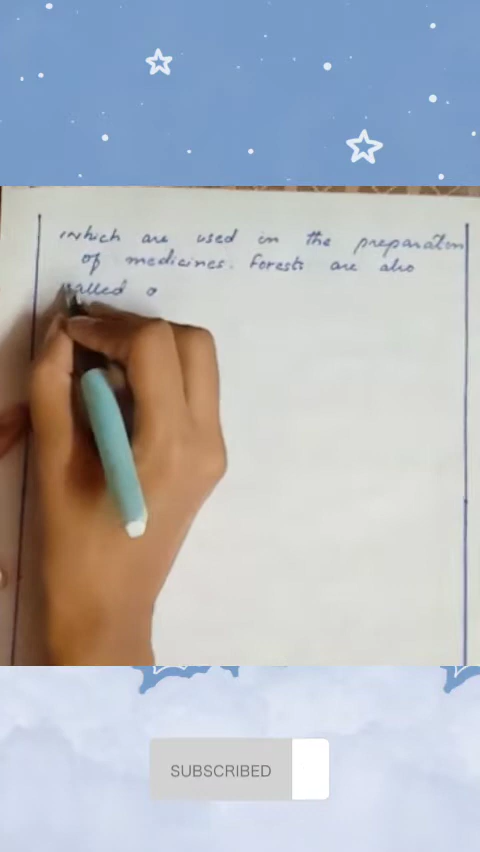 which are used in the preparation
of medicines. Forests are also
called a
SUBSCRIBED